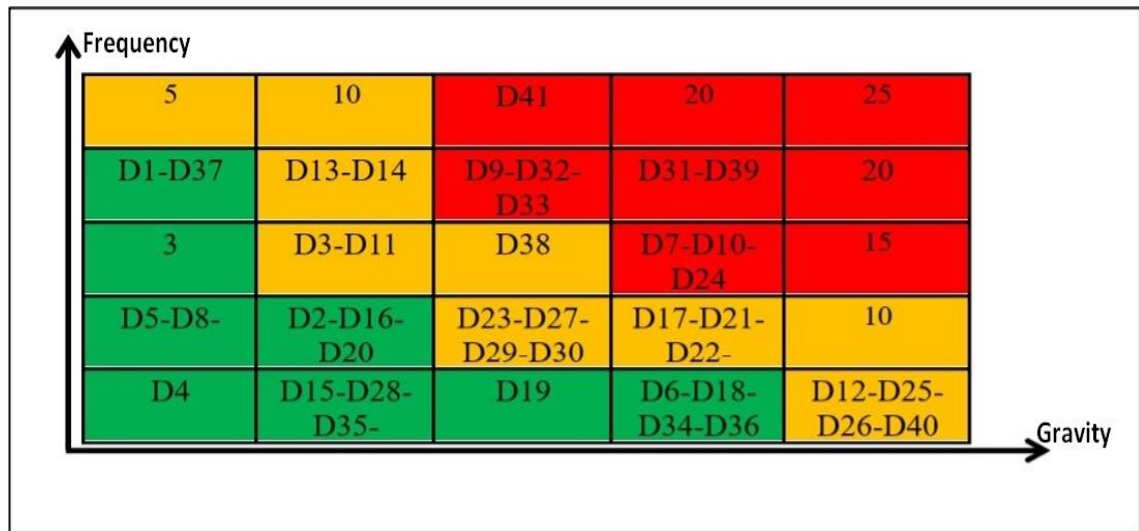 Frequency
5
10
D41
20
25
D1-D37
D13-D14
D9-D32-
D33
D31-D39
20
3
D3-D11
D38
D7-D10-
D24
15
D5-D8-
D2-D16-
D20
D23-D27-
D29-D30
D17-D21-
D22-
10
D4
D15-D28-
D35-
D19
D6-D18-
D34-D36
D12-D25-
D26-D40
Gravity